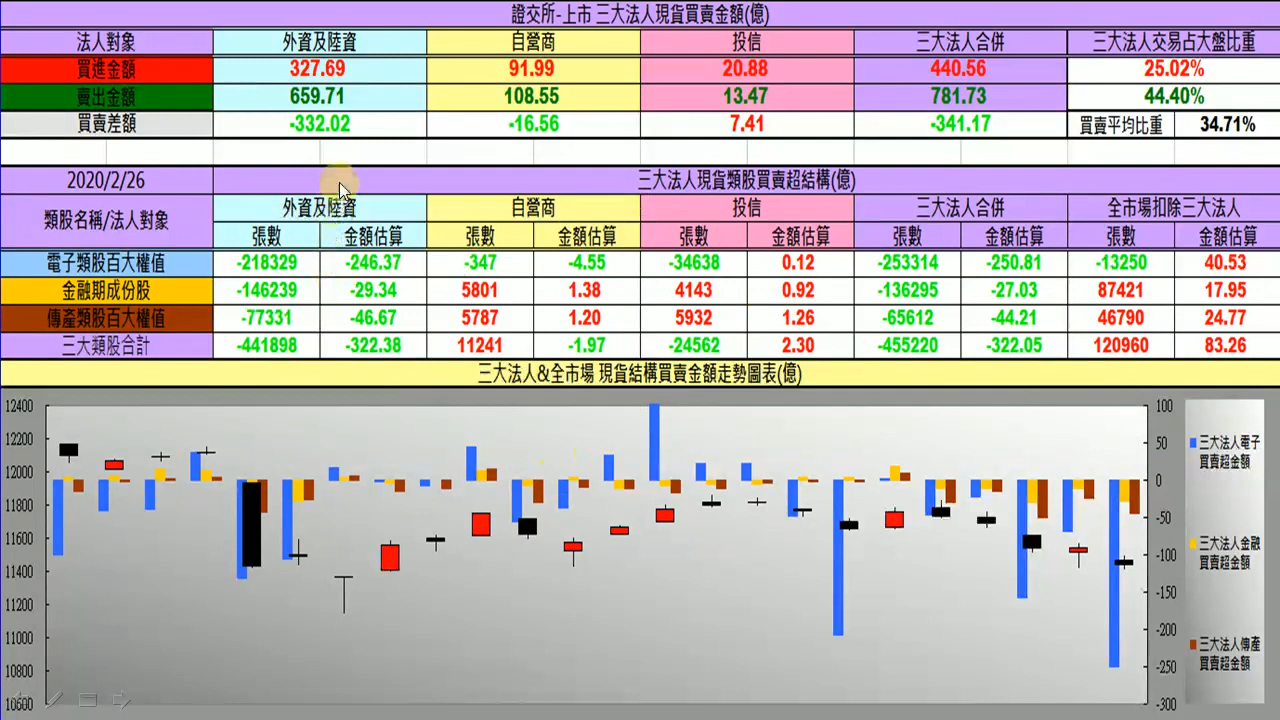 證交所-上市 三大法人現貨買賣金額(億)
法人對象 外資及陸資 自營商 投信 三大法人合併 三大法人交易占大盤比重
買進金額 327.69 91.99 20.88 440.56 25.02%
賣出金額 659.71 108.55 13.47 781.73 44.40%
買賣差額 -332.02 -16.56 7.41 -341.17 買賣平均比重 34.71%
2020/2/26 三大法人現貨類股買賣超結構(億)
類股名稱/法人對象 外資及陸資 自營商 投信 三大法人合併 全市場扣除三大法人
張數 金額估算 張數 金額估算 張數 金額估算 張數 金額估算 張數 金額估算
電子類股百大權值 -218329 -246.37 -347 -4.55 -34638 0.12 -253314 -250.81 -13250 40.53
金融期成份股 -146239 -29.34 5801 1.38 4143 0.92 -136295 -27.03 87421 17.95
傳產類股百大權值 -77331 -46.67 5787 1.20 5932 1.26 -65612 -44.21 46790 24.77
三大類股合計 -441898 -322.38 11241 -1.97 -24562 2.30 -455220 -322.05 120960 83.26
三大法人&全市場 現貨結構買賣金額走勢圖表(億)
12400 100
12200 50
12000 0
11800 -50
11600 -100
11400 -150
11200 -200
11000 -250
10800 -300
10600
三大法人電子
買賣超金額
三大法人金融
買賣超金額
三大法人傳產
買賣超金額